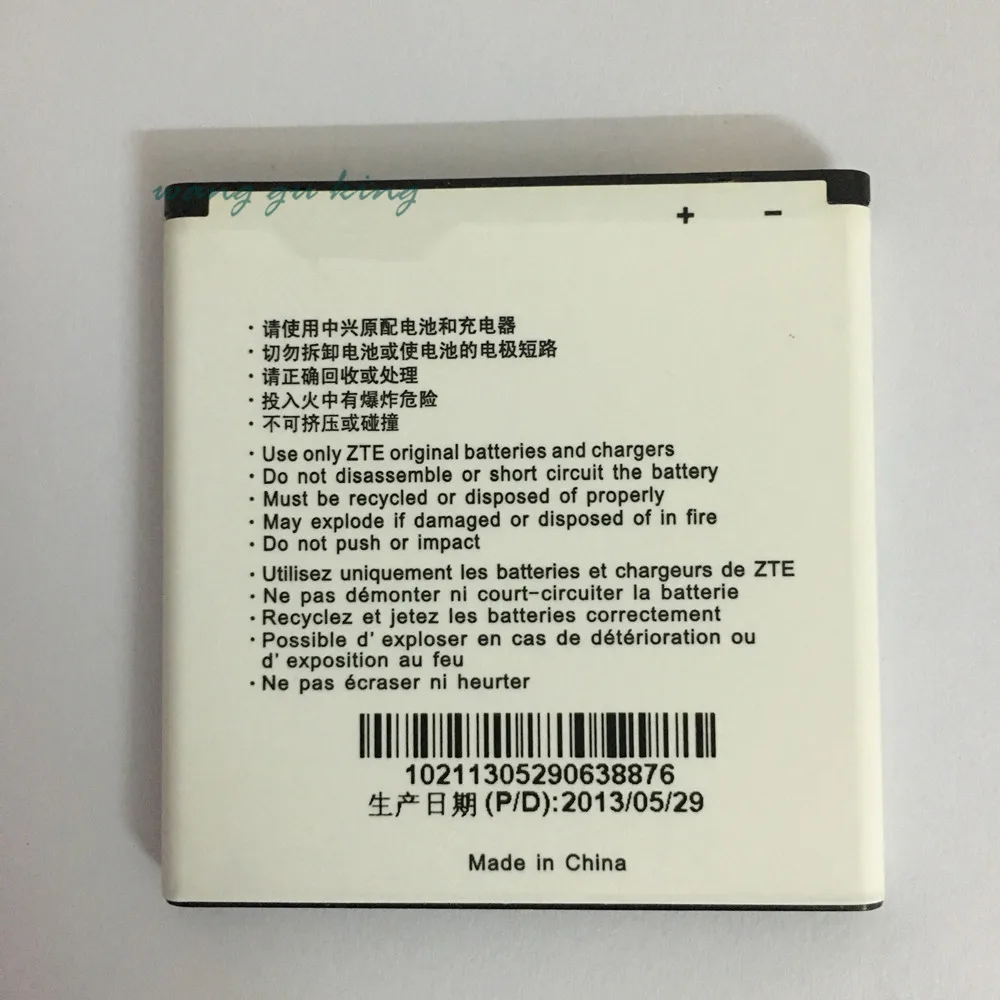 wang gu king
+ −
· 请使用中兴原配电池和充电器
· 切勿拆卸电池或使电池的电极短路
· 请正确回收或处理
· 投入火中有爆炸危险
· 不可挤压或碰撞
· Use only ZTE original batteries and chargers
· Do not disassemble or short circuit the battery
· Must be recycled or disposed of properly
· May explode if damaged or disposed of in fire
· Do not push or impact
· Utilisez uniquement les batteries et chargeurs de ZTE
· Ne pas démonter ni court-circuiter la batterie
· Recyclez et jetez les batteries correctement
· Possible d' exploser en cas de détérioration ou
d' exposition au feu
· Ne pas écraser ni heurter
10211305290638876
生产日期 (P/D):2013/05/29
Made in China